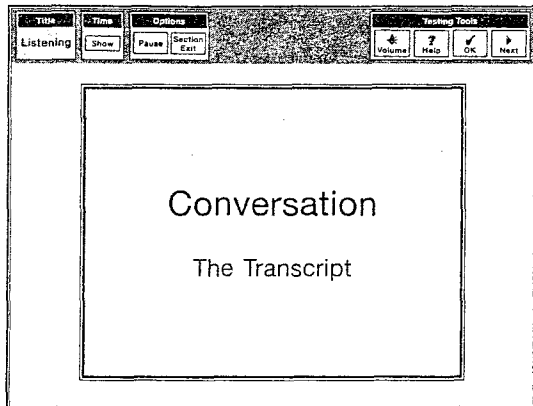 Title Time Options Testing Tools
Listening Show Pause Section Exit Volume Help OK Next
Conversation
The Transcript